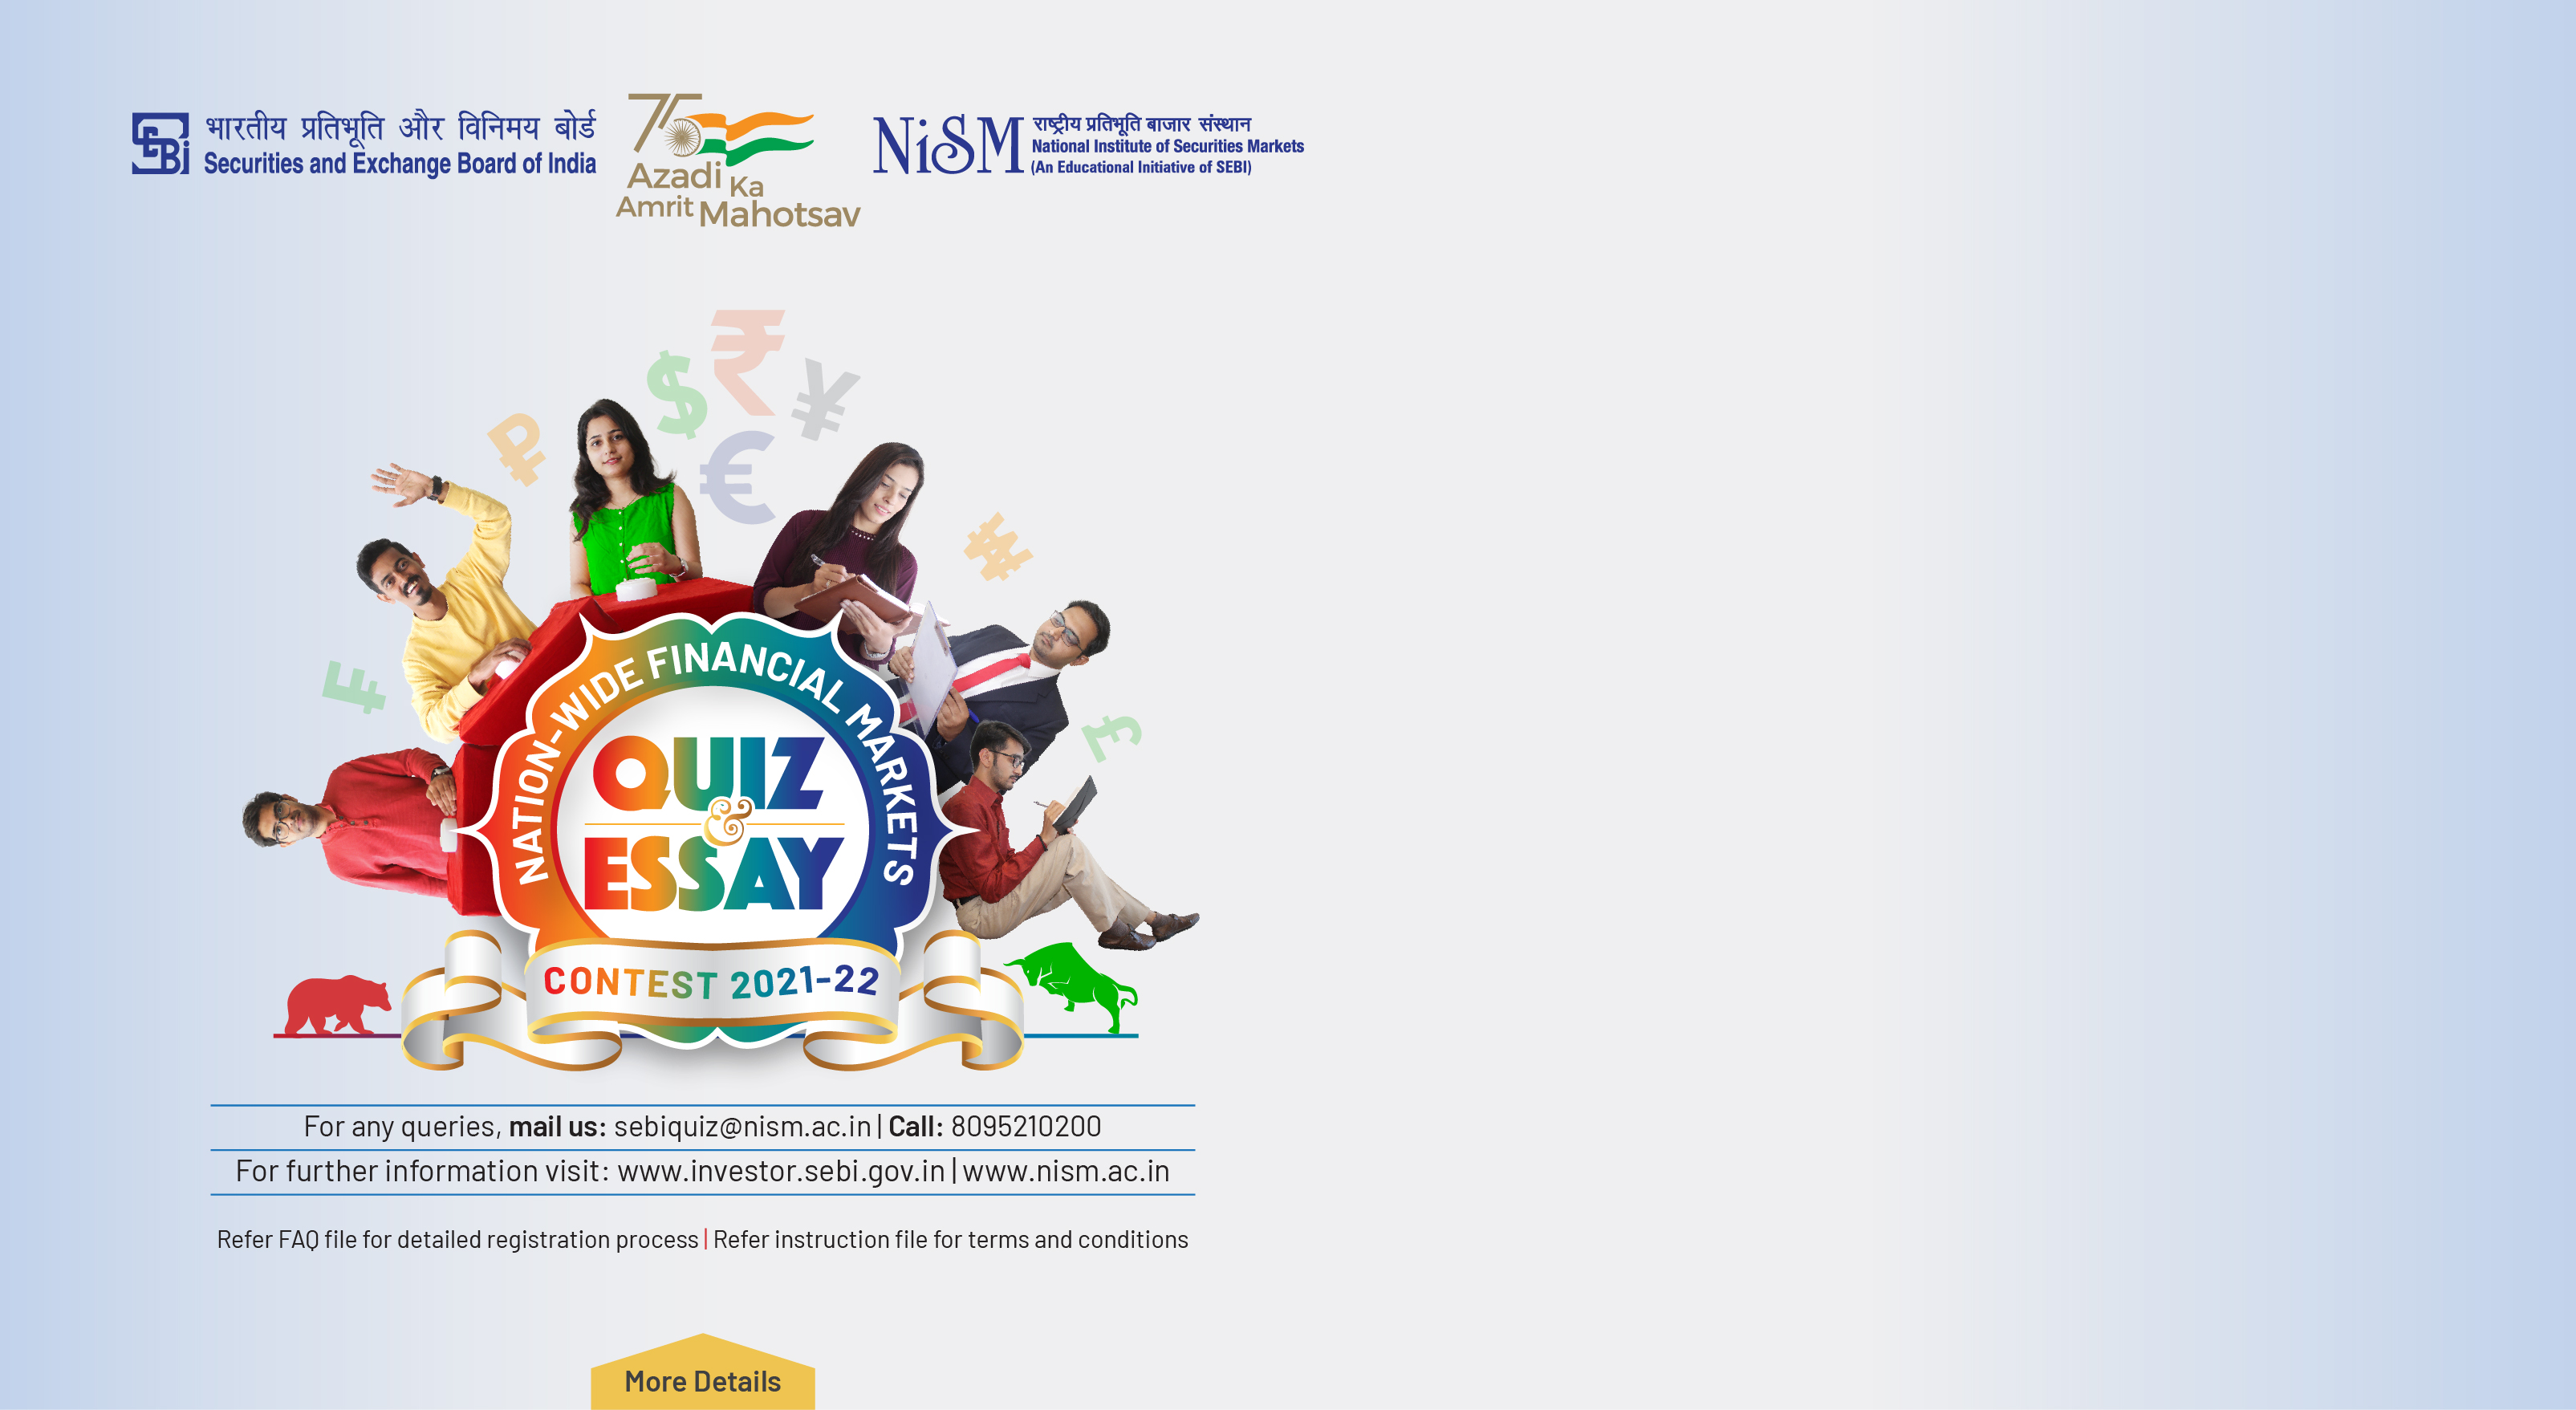 भारतीय प्रतिभूति और विनिमय बोर्ड
Securities and Exchange Board of India
75
Azadi Ka
Amrit Mahotsav
NiSM
राष्ट्रीय प्रतिभूति बाजार संस्थान
National Institute of Securities Markets
(An Educational Initiative of SEBI)
NATION-WIDE FINANCIAL MARKETS
QUIZ
&
ESSAY
CONTEST 2021-22
For any queries, mail us: sebiquiz@nism.ac.in | Call: 8095210200
For further information visit: www.investor.sebi.gov.in | www.nism.ac.in
Refer FAQ file for detailed registration process | Refer instruction file for terms and conditions
More Details